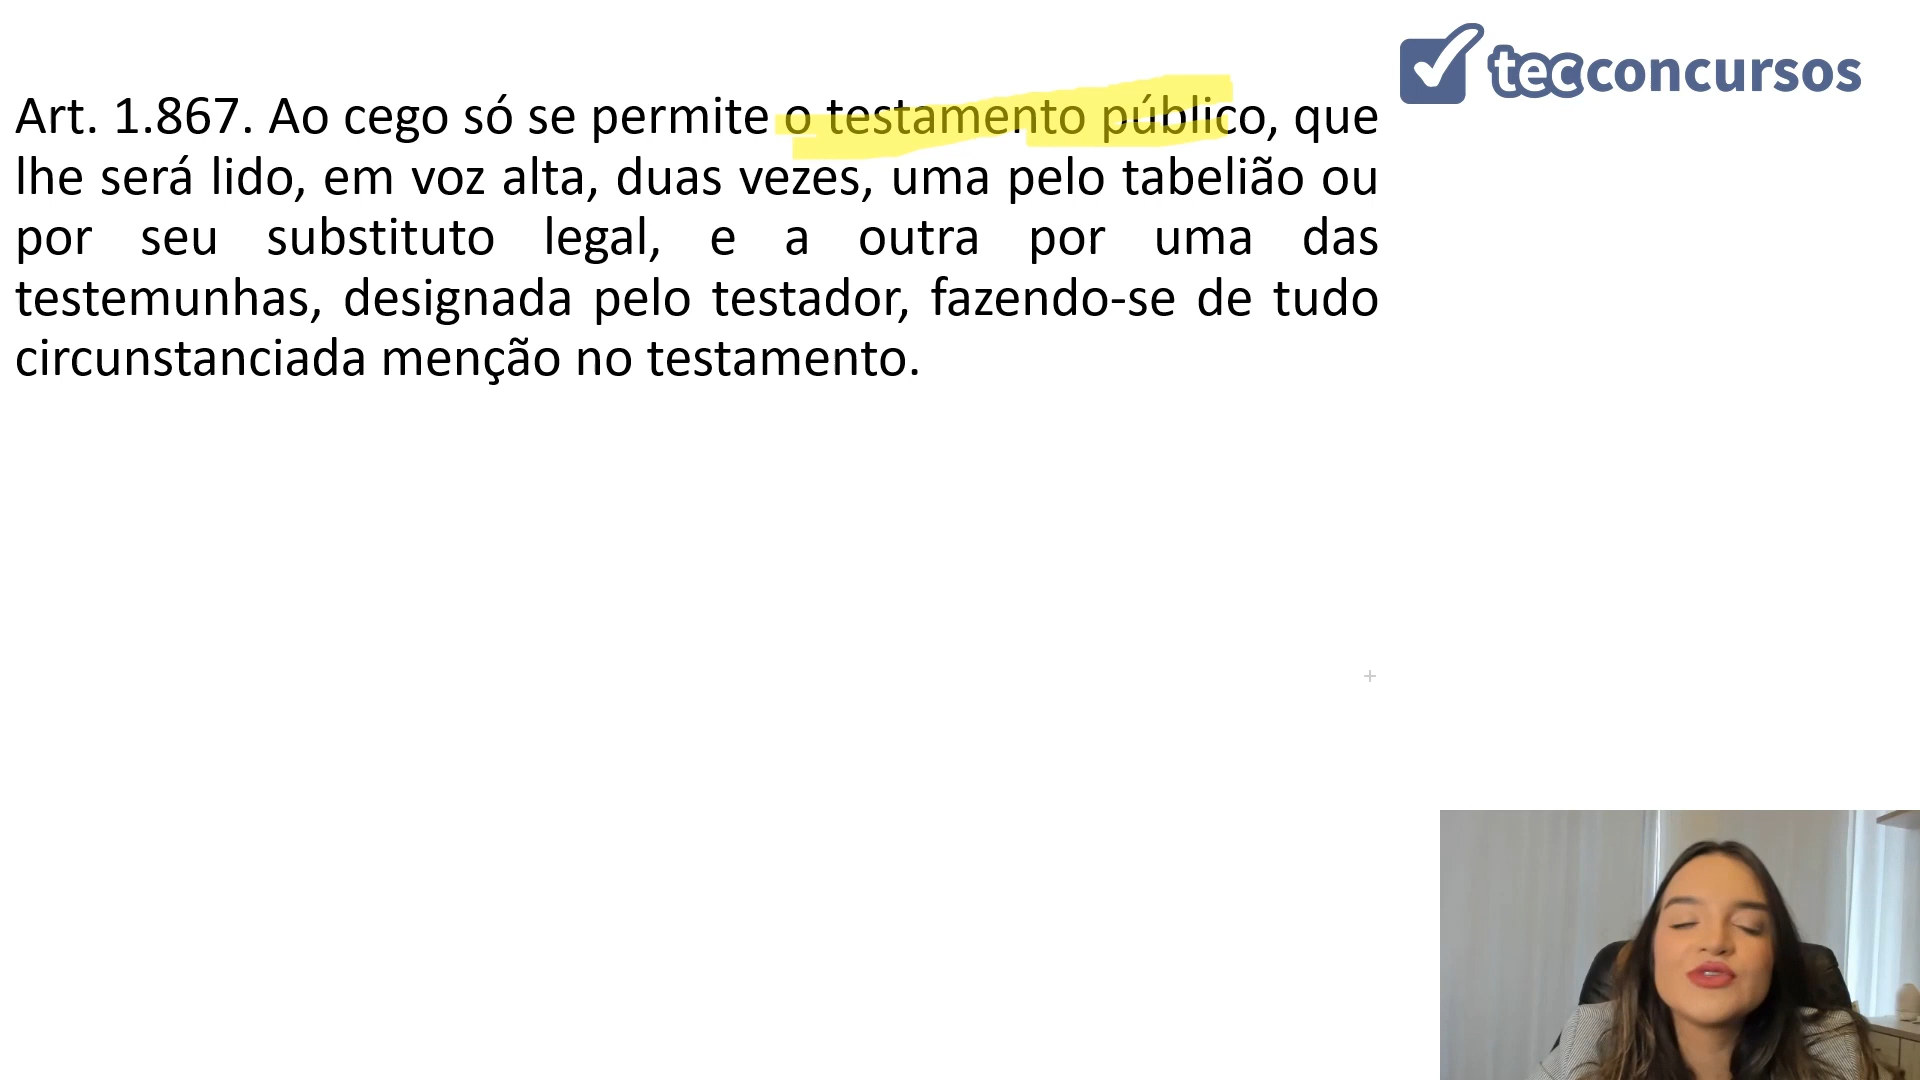 tecconcursos
Art. 1.867. Ao cego só se permite o testamento público, que
lhe será lido, em voz alta, duas vezes, uma pelo tabelião ou
por seu substituto legal, e a outra por uma das
testemunhas, designada pelo testador, fazendo-se de tudo
circunstanciada menção no testamento.